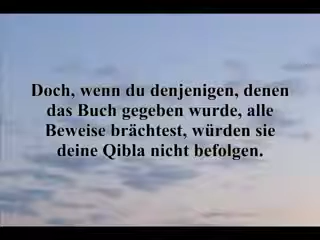 Doch, wenn du denjenigen, denen
das Buch gegeben wurde, alle
Beweise brächtest, würden sie
deine Qibla nicht befolgen.